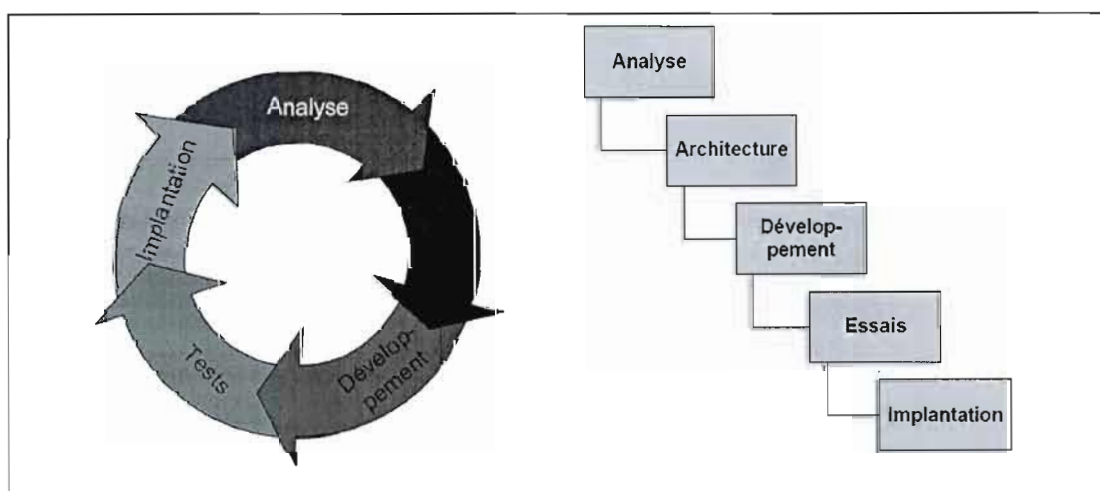 Analyse
Implantation
Dévelop-
pement
Tests
Analyse
Architecture
Dévelop-
pement
Essais
Implantation